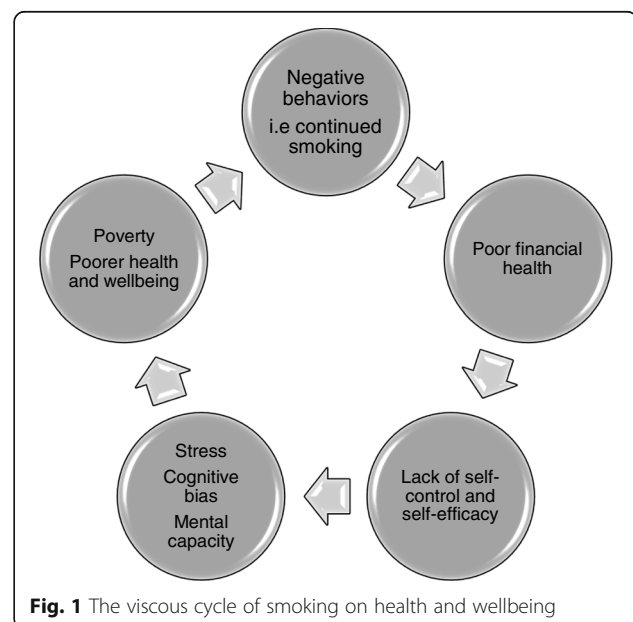 Negative
behaviors
i.e continued
smoking
Poor financial
health
Lack of self-
control and
self-efficacy
Stress
Cognitive
bias
Mental
capacity
Poverty
Poorer health
and wellbeing
Fig. 1 The viscous cycle of smoking on health and wellbeing